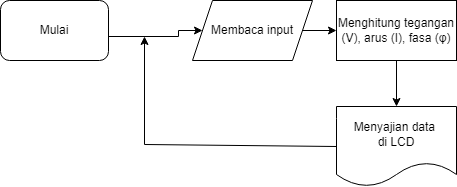 Mulai
Membaca input
Menghitung tegangan
(V), arus (I), fasa (φ)
Menyajian data
di LCD